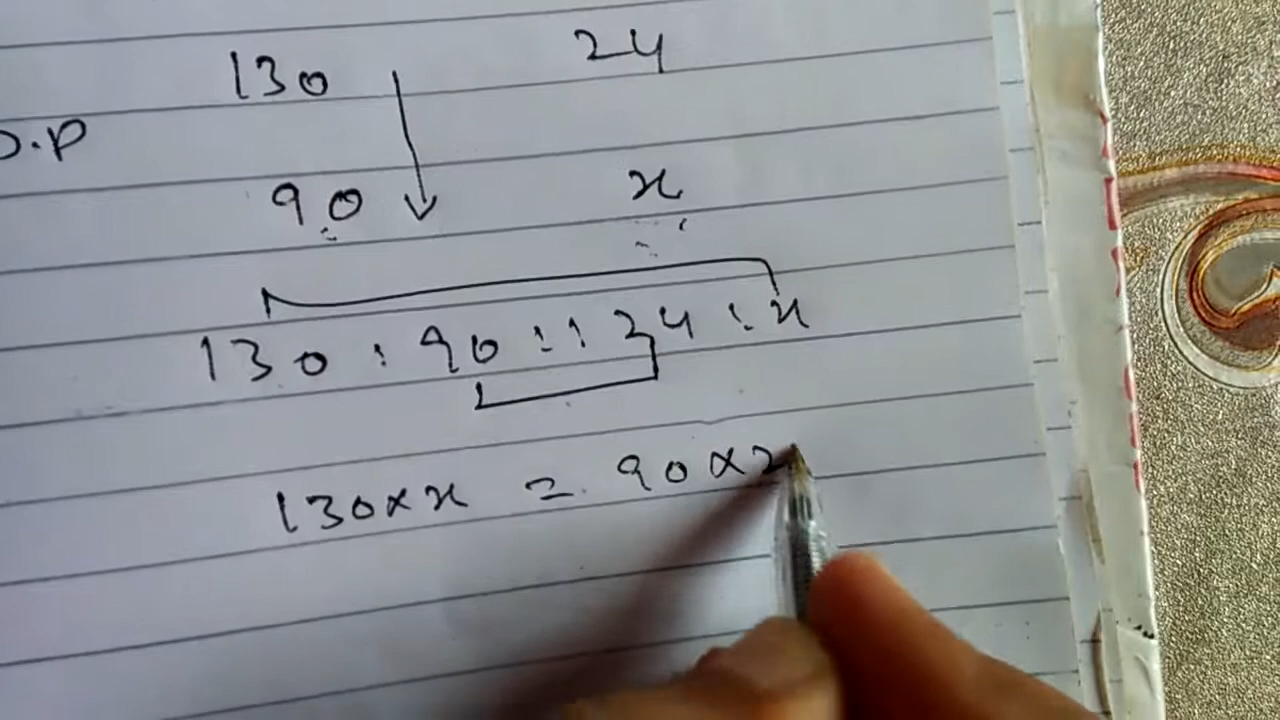 130 24
D.P
90 x
130 : 90 :: 24 : x
130 × x = 90 × 2